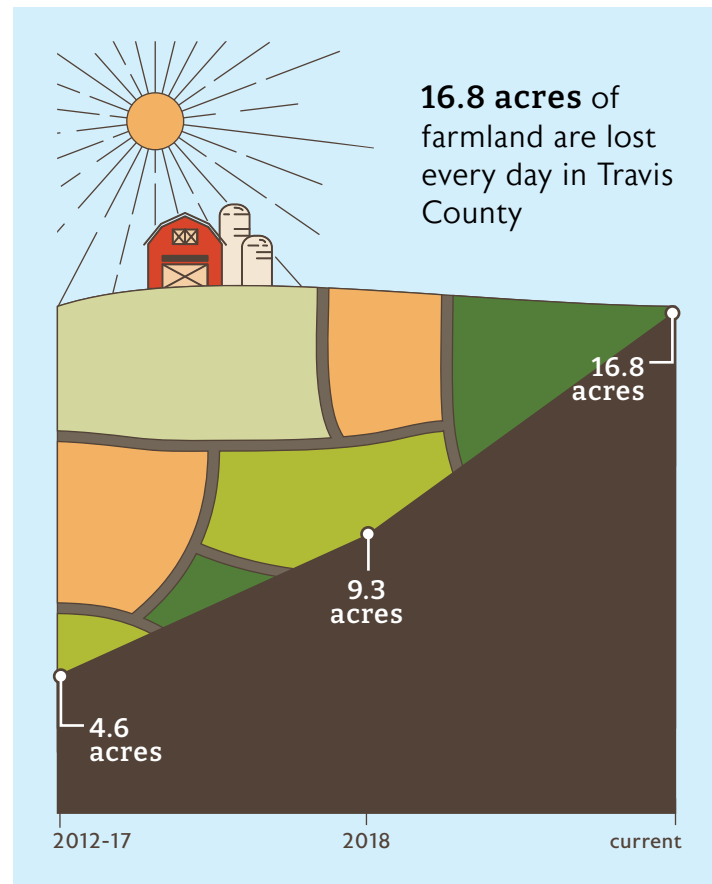 16.8 acres of
farmland are lost
every day in Travis
County
16.8
acres
9.3
acres
4.6
acres
2012-17
2018
current